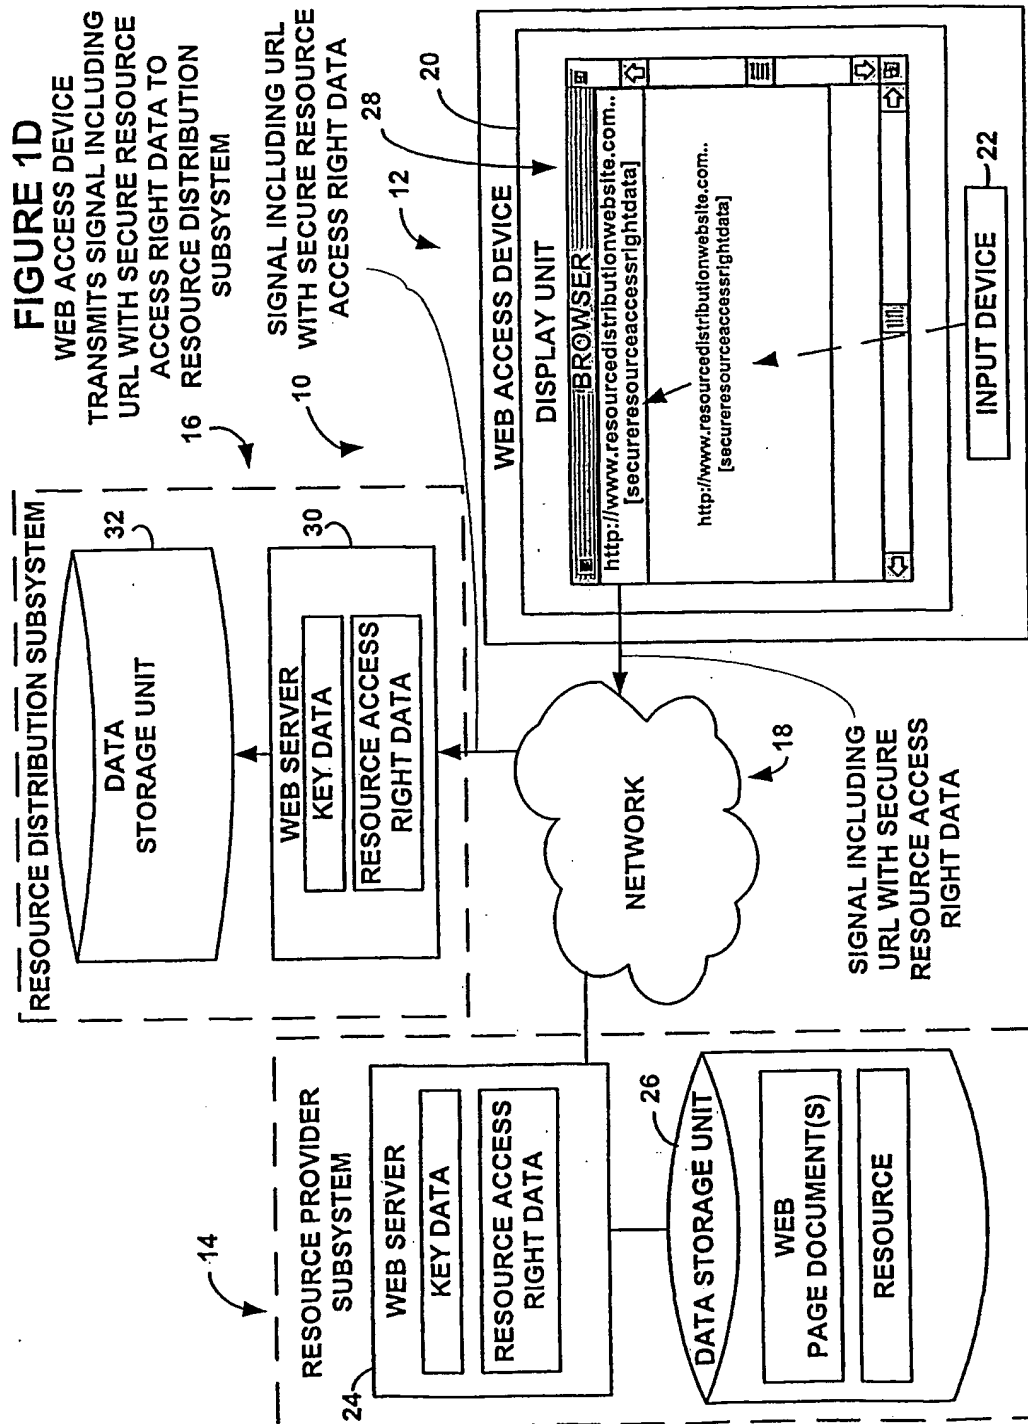 FIGURE 1D
WEB ACCESS DEVICE
TRANSMITS SIGNAL INCLUDING
URL WITH SECURE RESOURCE
ACCESS RIGHT DATA TO
RESOURCE DISTRIBUTION
SUBSYSTEM
16
10
SIGNAL INCLUDING URL
WITH SECURE RESOURCE
ACCESS RIGHT DATA
12
28
20
RESOURCE DISTRIBUTION SUBSYSTEM
32
DATA
STORAGE UNIT
30
WEB SERVER
KEY DATA
RESOURCE ACCESS
RIGHT DATA
WEB ACCESS DEVICE
DISPLAY UNIT
BROWSER
http://www.resourcedistributionwebsite.com..
[secureresourceaccessrightdata]
http://www.resourcedistributionwebsite.com..
[secureresourceaccessrightdata]
22
INPUT DEVICE
14
RESOURCE PROVIDER
SUBSYSTEM
24
WEB SERVER
KEY DATA
RESOURCE ACCESS
RIGHT DATA
26
DATA STORAGE UNIT
WEB
PAGE DOCUMENT(S)
RESOURCE
NETWORK
18
SIGNAL INCLUDING
URL WITH SECURE
RESOURCE ACCESS
RIGHT DATA